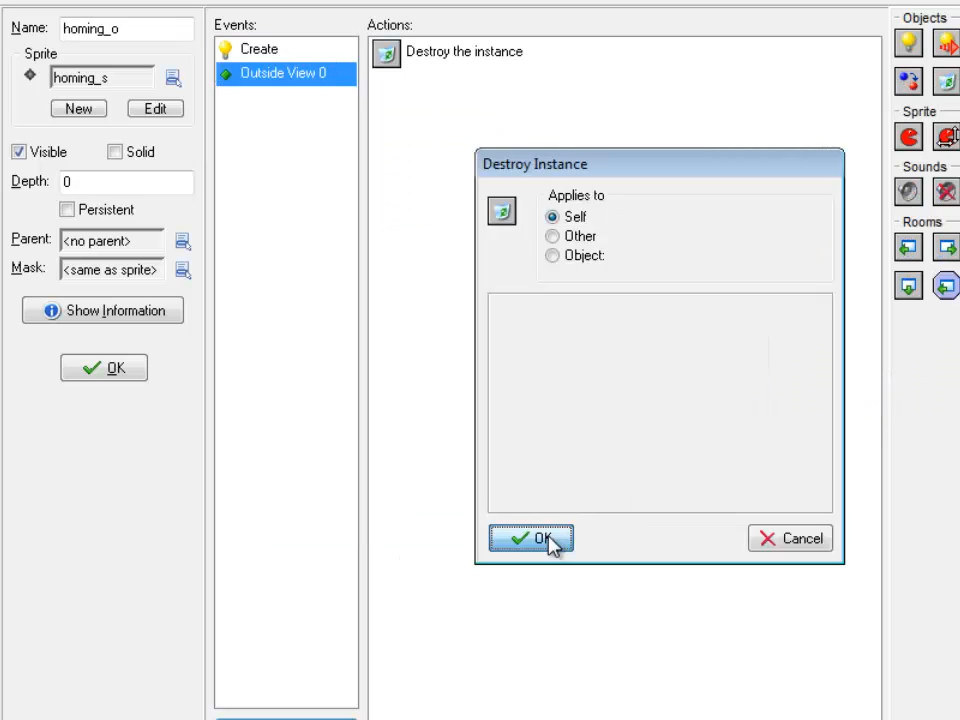 Name: homing_o
Sprite
homing_s
New Edit
Visible Solid
Depth: 0
Persistent
Parent: <no parent>
Mask: <same as sprite>
Show Information
OK
Events:
Create
Outside View 0
Actions:
Destroy the instance
Destroy Instance
Applies to
Self
Other
Object:
OK Cancel
Objects
Sprite
Sounds
Rooms